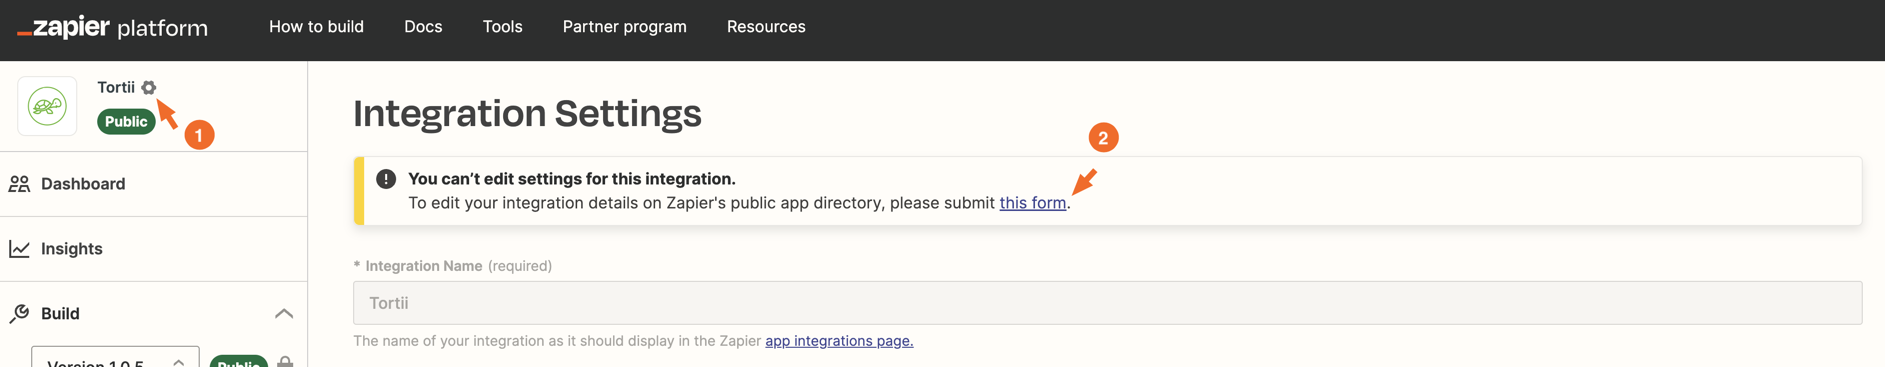 zapier platform
How to build
Docs
Tools
Partner program
Resources
Tortii
Public
1
Dashboard
Insights
Build
Version 1.0.5
Public
Integration Settings
2
You can’t edit settings for this integration.
To edit your integration details on Zapier's public app directory, please submit this form.
* Integration Name (required)
Tortii
The name of your integration as it should display in the Zapier app integrations page.